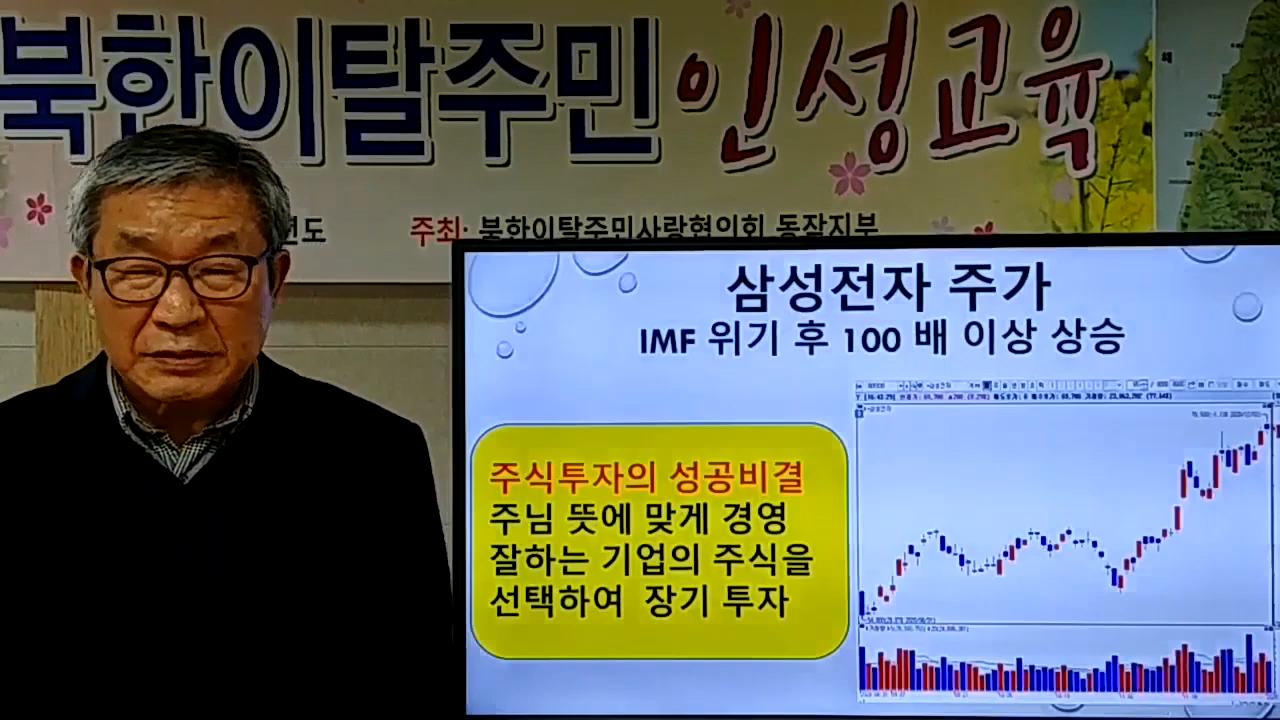 북한이탈주민 인성교육
주최: 북한이탈주민사랑협의회 동작지부
삼성전자 주가
IMF 위기 후 100 배 이상 상승
주식투자의 성공비결
주님 뜻에 맞게 경영
잘하는 기업의 주식을
선택하여 장기 투자